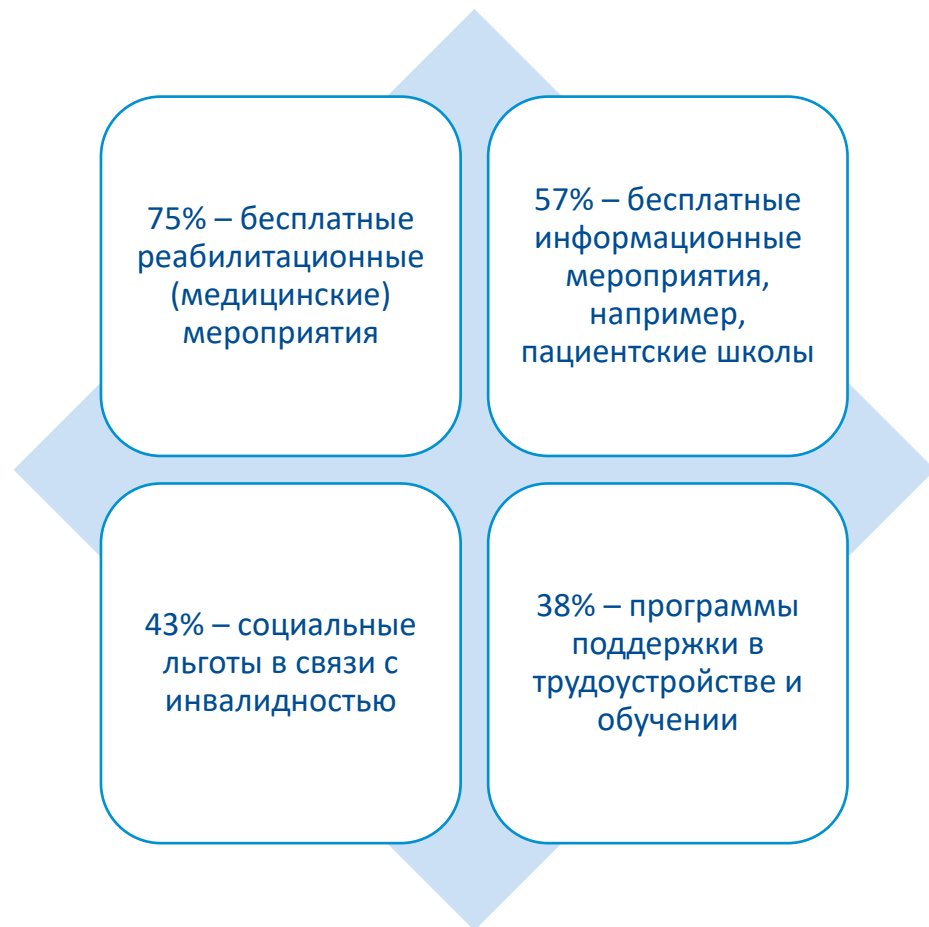 75% – бесплатные
реабилитационные
(медицинские)
мероприятия
57% – бесплатные
информационные
мероприятия,
например,
пациентские школы
43% – социальные
льготы в связи с
инвалидностью
38% – программы
поддержки в
трудоустройстве и
обучении